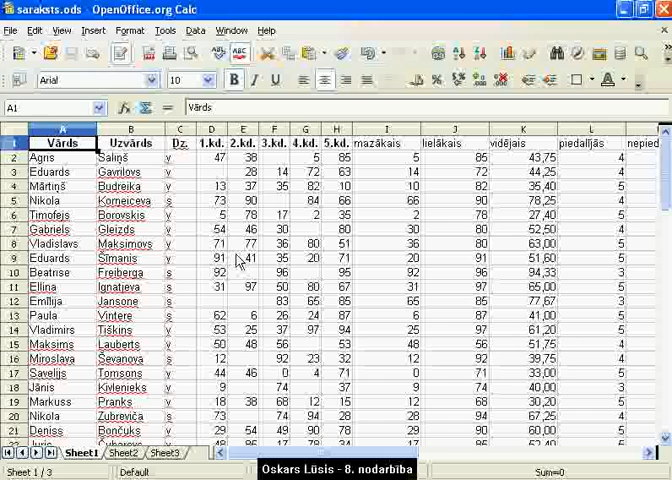 saraksts.ods - OpenOffice.org Calc
File Edit View Insert Format Tools Data Window Help
Arial 10 B I U
A1 Vārds
A B C D E F G H I J K L
1 Vārds Uzvārds Dz. 1.kd. 2.kd. 3.kd. 4.kd. 5.kd. mazākais lielākais vidējais piedalījās nepied
2 Agris Saliņš v 47 38 5 85 5 85 43,75 4
3 Eduards Gavrilovs v 28 14 72 63 14 72 44,25 4
4 Mārtiņš Budreika v 13 37 35 82 10 10 82 35,40 5
5 Nikola Korneiceva s 73 90 84 66 66 90 78,25 4
6 Timofejs Borovskis v 5 78 17 2 35 2 78 27,40 5
7 Gabriels Gleizds v 54 46 30 80 30 80 52,50 4
8 Vladislavs Maksimovs v 71 77 36 80 51 36 80 63,00 5
9 Eduards Šīmanis v 91 41 35 20 71 20 91 51,60 5
10 Beatrise Freiberga s 92 96 95 92 96 94,33 3
11 Elīna Ignatjeva s 31 97 50 80 67 31 97 65,00 5
12 Emīlija Jansone s 83 65 85 65 85 77,67 3
13 Paula Vintere s 62 6 26 24 87 6 87 41,00 5
14 Vladimirs Tiškins v 53 25 37 97 94 25 97 61,20 5
15 Maksims Lauberts v 50 48 56 53 48 56 51,75 4
16 Miroslava Ševanova s 12 92 23 32 12 92 39,75 4
17 Savelijs Tomsons v 44 46 0 4 71 0 71 33,00 5
18 Jānis Kivlenieks v 9 74 37 9 74 40,00 3
19 Markuss Pranks v 18 38 68 12 15 12 68 30,20 5
20 Nikola Zubreviča s 73 74 94 28 28 94 67,25 4
21 Deniss Bončuks v 29 54 49 90 78 29 90 60,00 5
Sheet1 Sheet2 Sheet3
Sheet 1 / 3 Default Oskars Lūsis - 8. nodarbība Sum=0